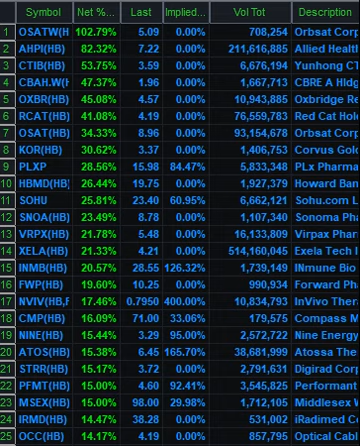 Symbol Net %... Last Implied... Vol Tot Description
1 OSATW(H 102.79% 5.09 0.00% 708,254 Orbsat Corp
2 AHPI(HB) 82.32% 7.22 0.00% 211,616,885 Allied Health
3 CTIB(HB) 53.75% 3.59 0.00% 6,676,194 Yunhong CT
4 CBAH.W(H 47.37% 1.96 0.00% 1,667,713 CBRE A Hldg
5 OXBR(HB) 45.08% 4.57 0.00% 10,943,885 Oxbridge Re
6 RCAT(HB) 41.08% 4.19 0.00% 76,559,783 Red Cat Hol
7 OSAT(HB) 34.33% 8.96 0.00% 93,154,678 Orbsat Corp
8 KOR(HB) 30.62% 3.37 0.00% 1,406,753 Corvus Gold
9 PLXP 28.56% 15.98 84.47% 5,833,348 PLx Pharma
10 HBMD(HB) 26.44% 19.75 0.00% 1,927,379 Howard Ban
11 SOHU 25.81% 23.40 60.95% 6,662,121 Sohu.com L
12 SNOA(HB) 23.49% 8.78 0.00% 1,107,340 Sonoma Ph
13 VRPX(HB) 21.78% 5.48 0.00% 16,133,809 Virpax Phar
14 XELA(HB) 21.33% 4.21 0.00% 514,160,045 Exela Tech I
15 INMB(HB) 20.57% 28.55 126.32% 1,739,149 INmune Bio
16 FWP(HB) 19.60% 10.25 0.00% 990,934 Forward Ph
17 NVIV(HB,F 17.46% 0.7950 400.00% 10,834,793 InVivo Ther
18 CMP(HB) 16.09% 71.00 33.06% 179,575 Compass M
19 NINE(HB) 15.44% 3.29 95.00% 2,572,722 Nine Energy
20 ATOS(HB) 15.38% 6.45 165.70% 38,681,999 Atossa The
21 STRR(HB) 15.17% 3.72 0.00% 2,791,631 Digirad Corp
22 PFMT(HB) 15.00% 4.60 92.41% 3,545,825 Performant
23 MSEX(HB) 15.00% 98.00 29.98% 1,712,105 Middlesex W
24 IRMD(HB) 14.47% 38.28 0.00% 531,002 iRadimed Co
25 OCC(HB) 14.17% 4.19 0.00% 857,795 Optical Cab